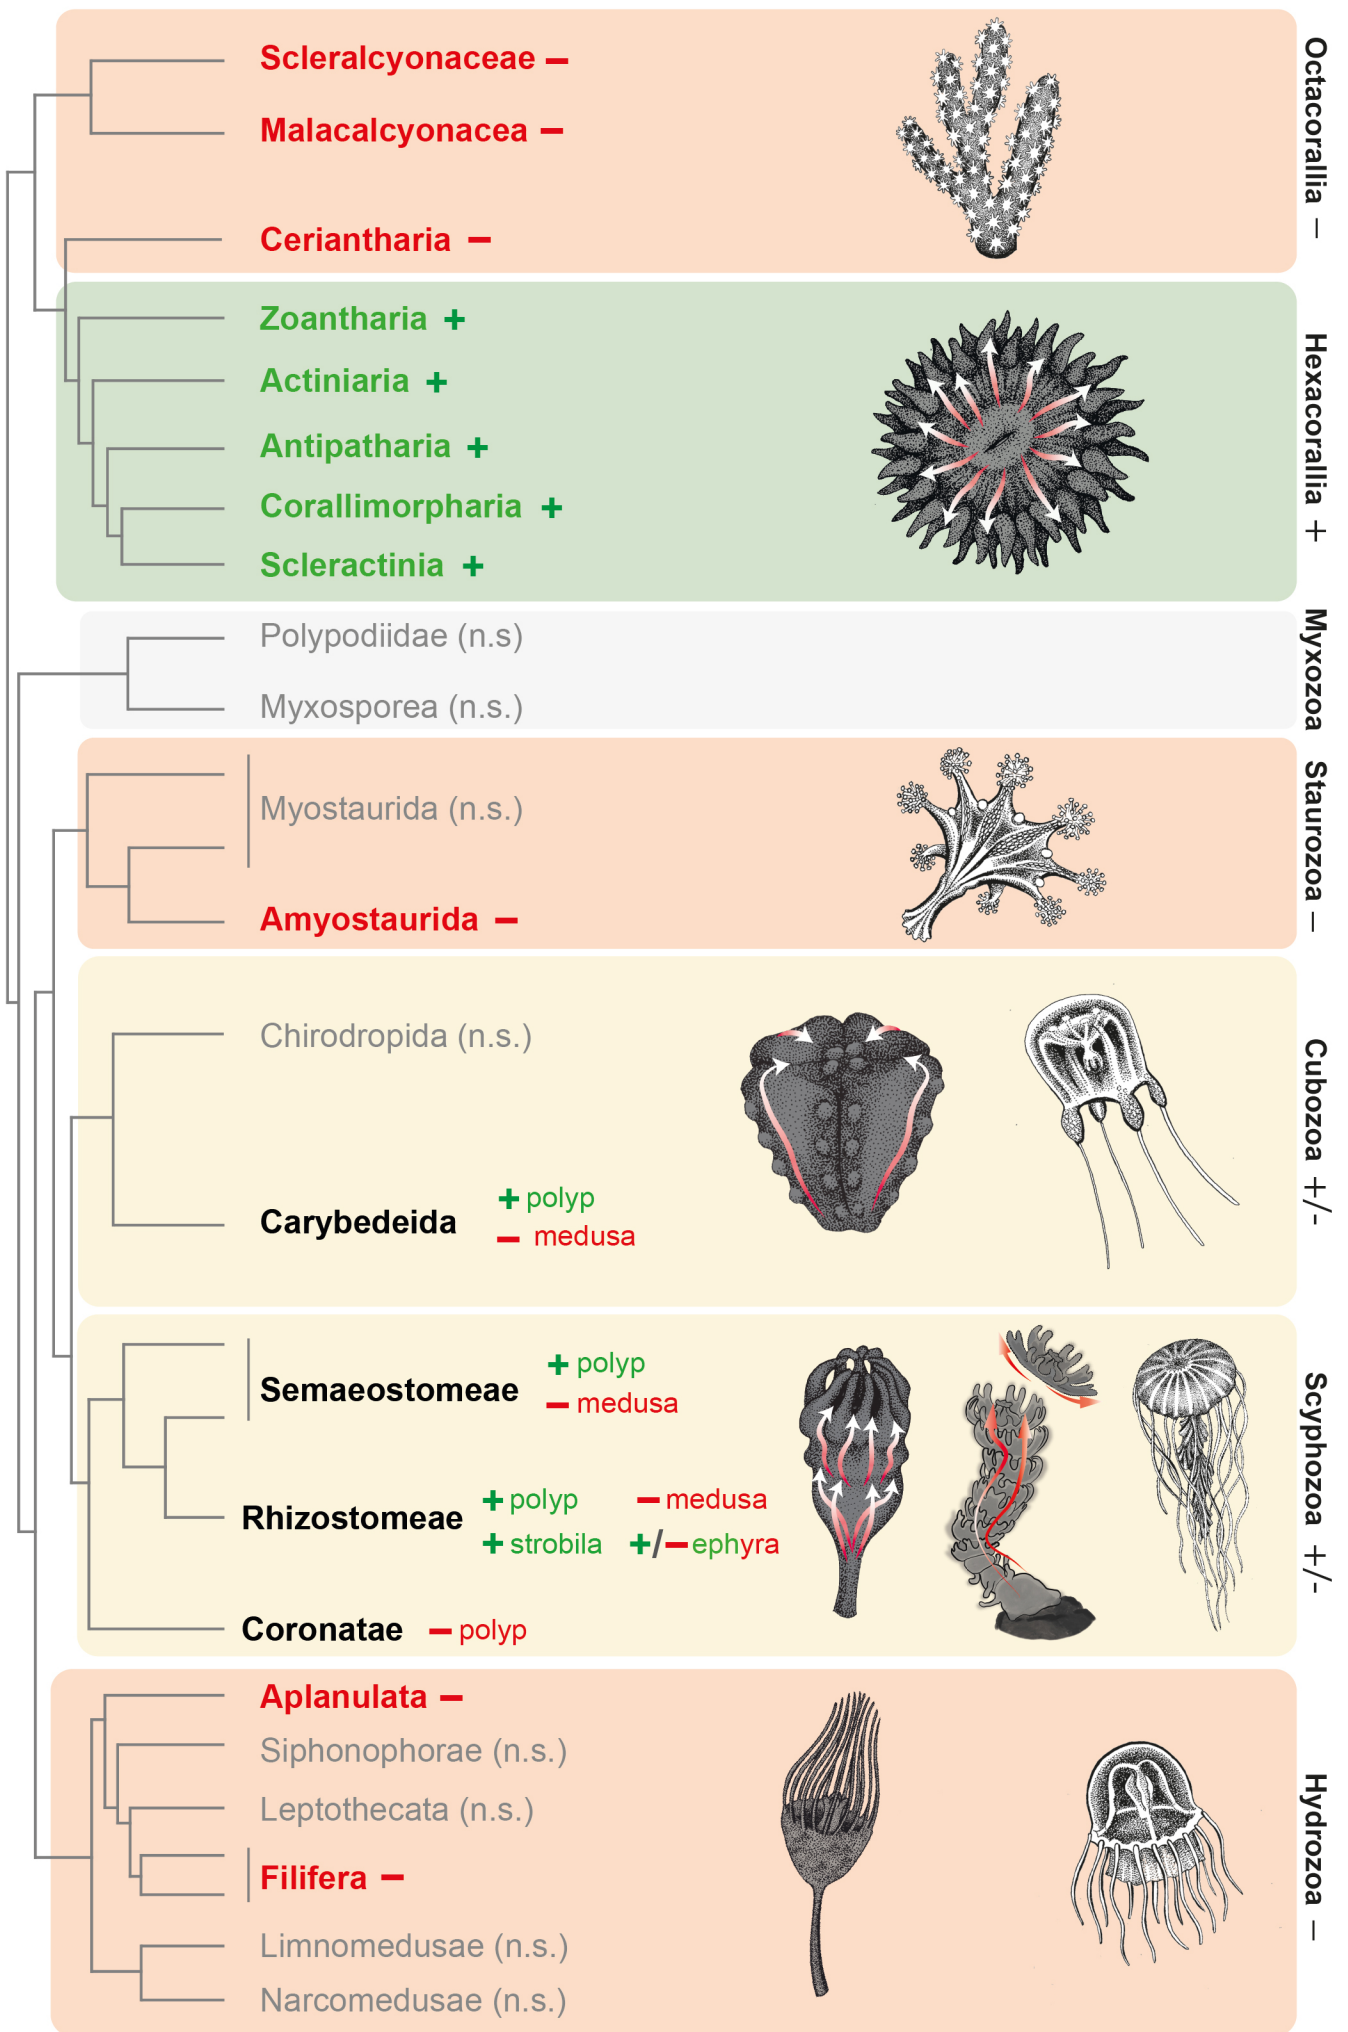 Scleralcyonaceae –
Malacalcyonacea –
Ceriantharia –
Octacorallia –
Zoantharia +
Actiniaria +
Antipatharia +
Corallimorpharia +
Scleractinia +
Hexacorallia +
Polypodiidae (n.s)
Myxosporea (n.s.)
Myxozoa
Myostaurida (n.s.)
Amyostaurida –
Staurozoa –
Chirodropida (n.s.)
Carybedeida
+ polyp
– medusa
Cubozoa +/-
Semaeostomeae
+ polyp
– medusa
Rhizostomeae
+ polyp – medusa
+ strobila +/– ephyra
Coronatae – polyp
Scyphozoa +/-
Aplanulata –
Siphonophorae (n.s.)
Leptothecata (n.s.)
Filifera –
Limnomedusae (n.s.)
Narcomedusae (n.s.)
Hydrozoa –